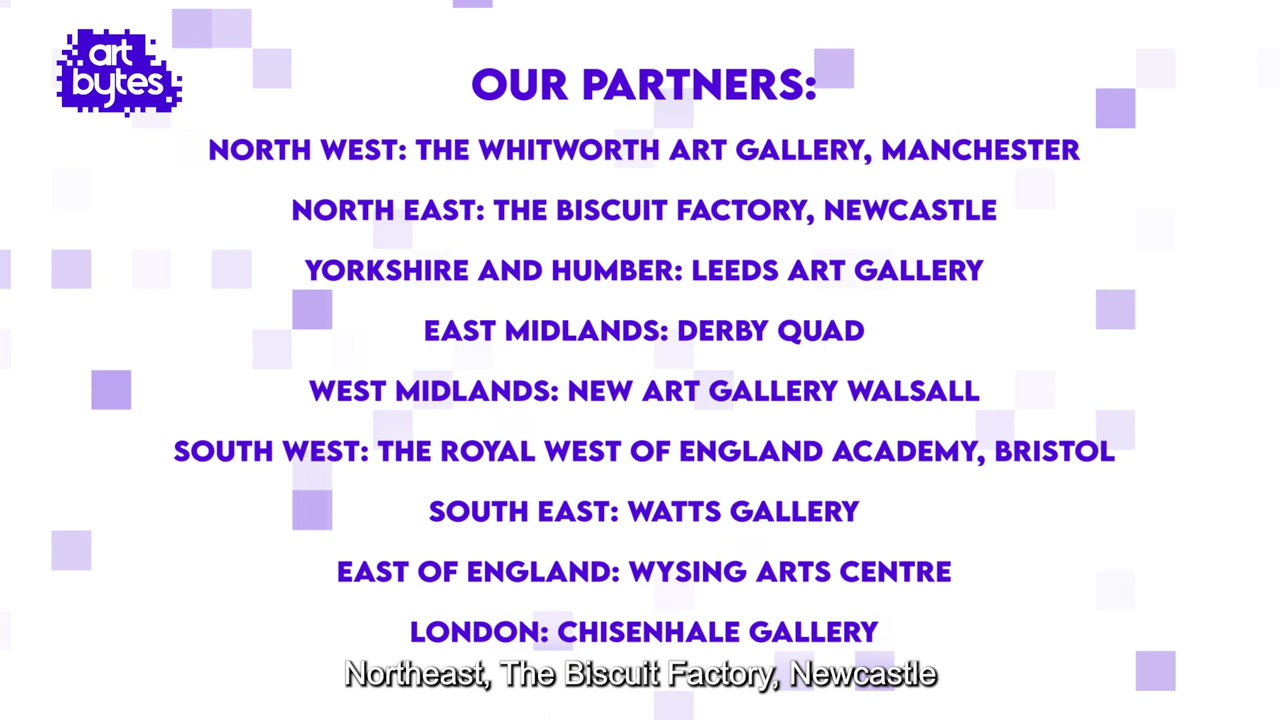 art
bytes
OUR PARTNERS:
NORTH WEST: THE WHITWORTH ART GALLERY, MANCHESTER
NORTH EAST: THE BISCUIT FACTORY, NEWCASTLE
YORKSHIRE AND HUMBER: LEEDS ART GALLERY
EAST MIDLANDS: DERBY QUAD
WEST MIDLANDS: NEW ART GALLERY WALSALL
SOUTH WEST: THE ROYAL WEST OF ENGLAND ACADEMY, BRISTOL
SOUTH EAST: WATTS GALLERY
EAST OF ENGLAND: WYSING ARTS CENTRE
LONDON: CHISENHALE GALLERY
Northeast, The Biscuit Factory, Newcastle